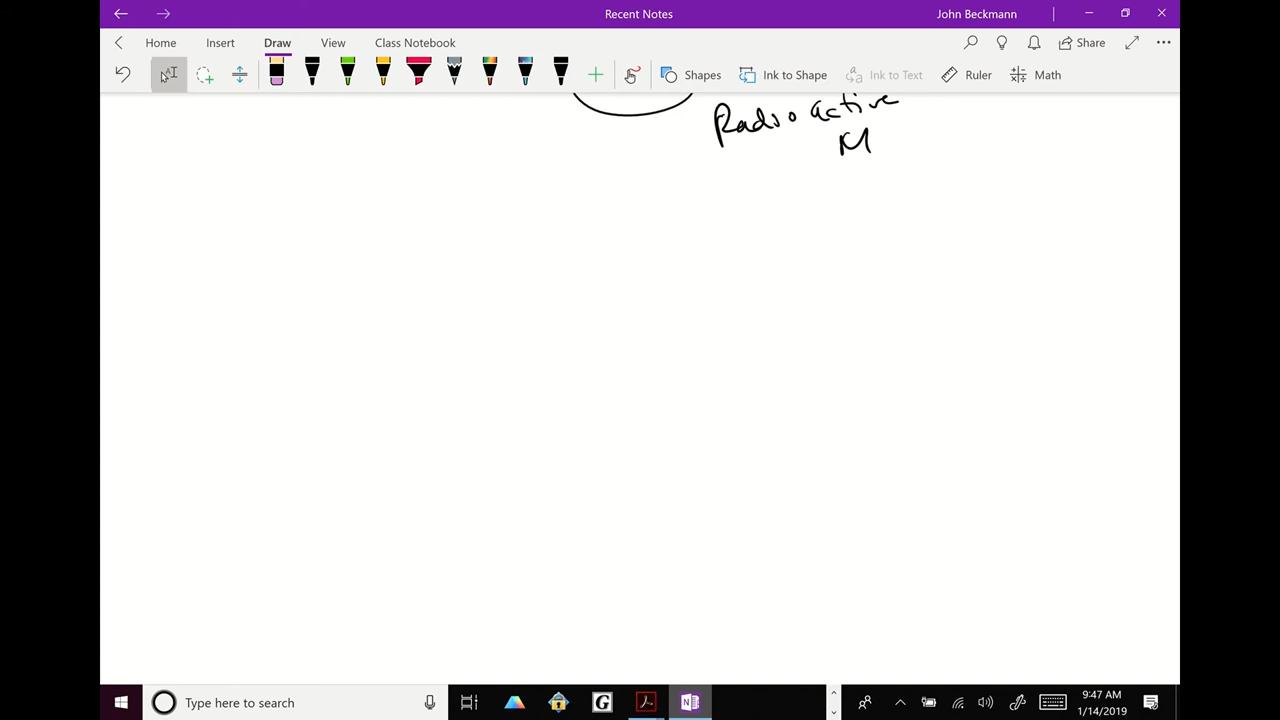 Recent Notes
John Beckmann
Home Insert Draw View Class Notebook
Share
Shapes Ink to Shape Ink to Text Ruler Math
Radioactive
M
Type here to search
9:47 AM
1/14/2019